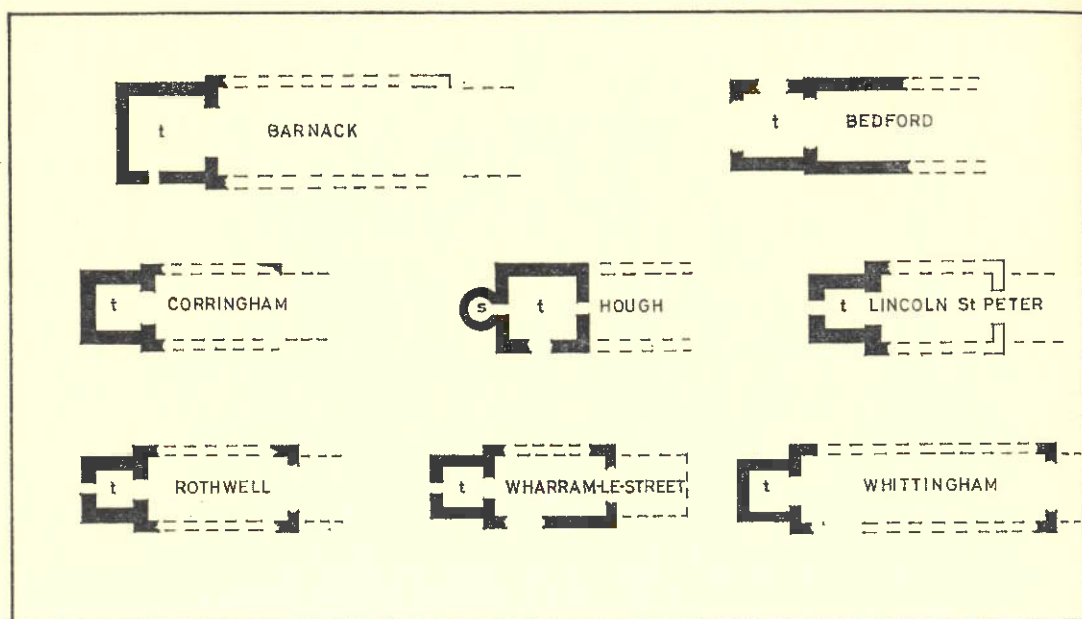 t BARNACK
t BEDFORD
t CORRINGHAM
s t HOUGH
t LINCOLN St PETER
t ROTHWELL
t WHARRAM-LE-STREET
t WHITTINGHAM